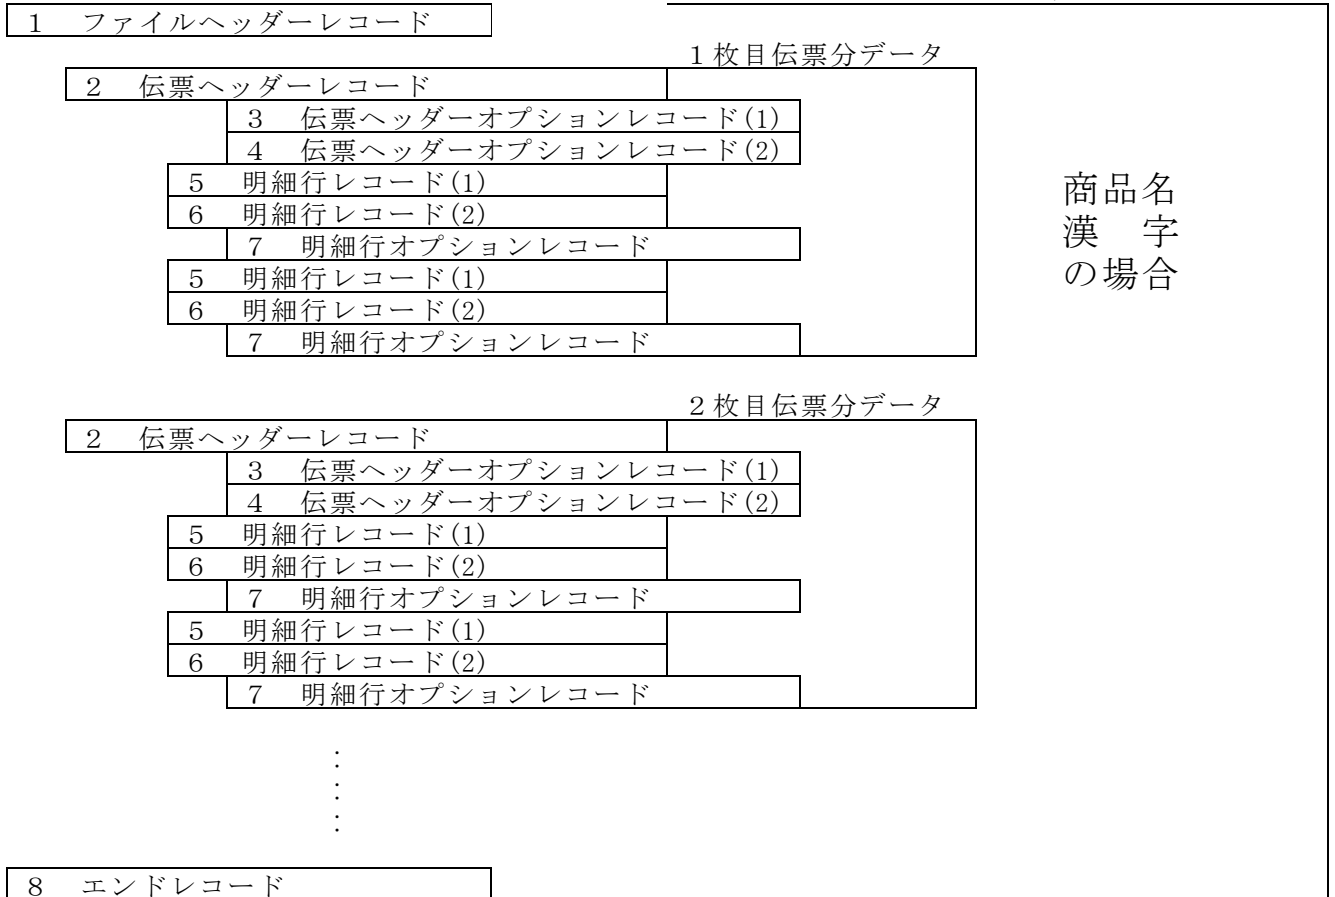 １　ファイルヘッダーレコード
１枚目伝票分データ
２　伝票ヘッダーレコード
３　伝票ヘッダーオプションレコード(1)
４　伝票ヘッダーオプションレコード(2)
５　明細行レコード(1)
６　明細行レコード(2)
７　明細行オプションレコード
５　明細行レコード(1)
６　明細行レコード(2)
７　明細行オプションレコード
商品名
漢　字
の場合
２枚目伝票分データ
２　伝票ヘッダーレコード
３　伝票ヘッダーオプションレコード(1)
４　伝票ヘッダーオプションレコード(2)
５　明細行レコード(1)
６　明細行レコード(2)
７　明細行オプションレコード
５　明細行レコード(1)
６　明細行レコード(2)
７　明細行オプションレコード
：
：
：
８　エンドレコード